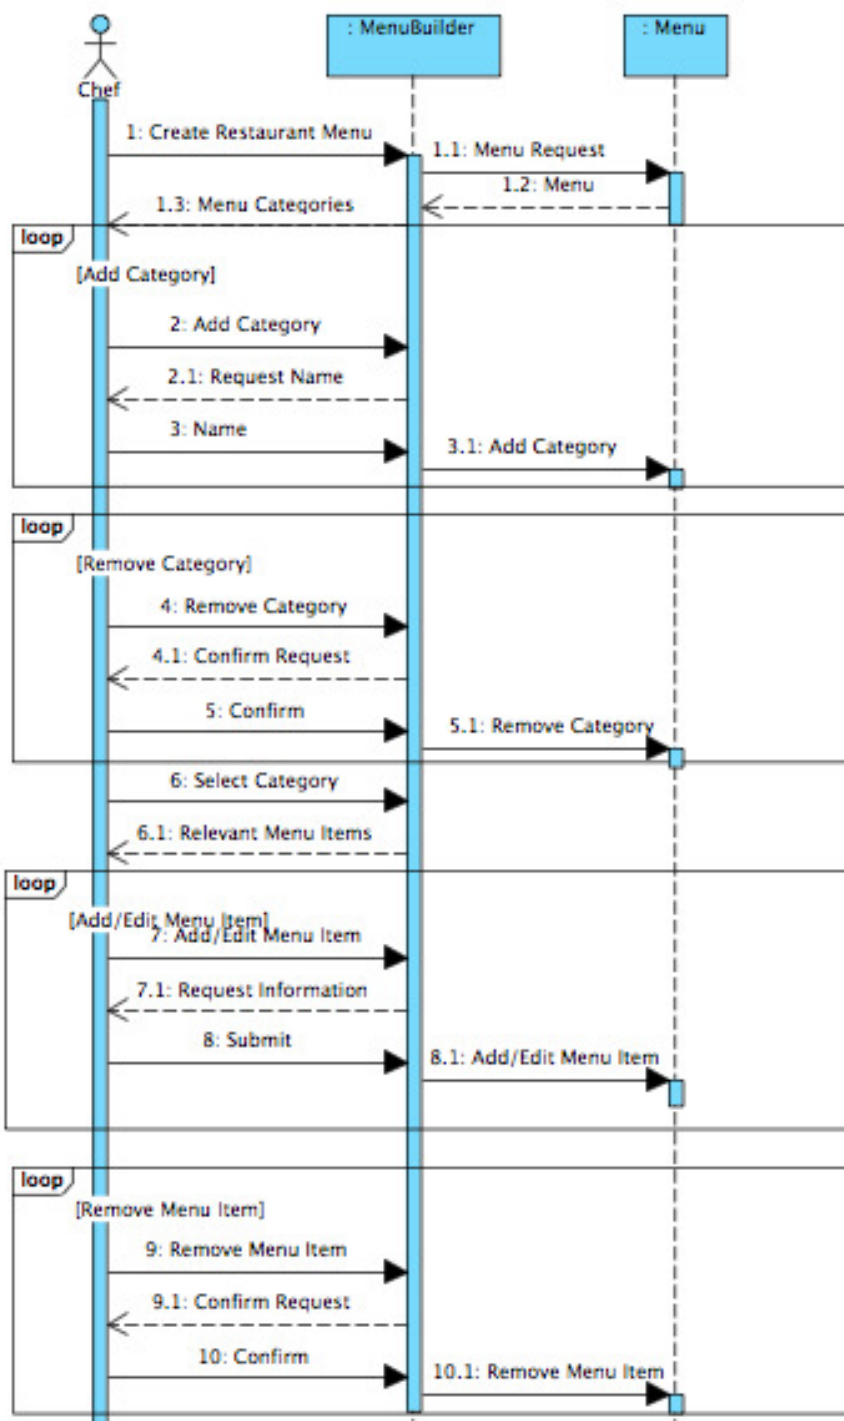 : MenuBuilder
: Menu
Chef
1: Create Restaurant Menu
1.1: Menu Request
1.2: Menu
1.3: Menu Categories
loop
[Add Category]
2: Add Category
2.1: Request Name
3: Name
3.1: Add Category
loop
[Remove Category]
4: Remove Category
4.1: Confirm Request
5: Confirm
5.1: Remove Category
6: Select Category
6.1: Relevant Menu Items
loop
[Add/Edit Menu Item]
7: Add/Edit Menu Item
7.1: Request Information
8: Submit
8.1: Add/Edit Menu Item
loop
[Remove Menu Item]
9: Remove Menu Item
9.1: Confirm Request
10: Confirm
10.1: Remove Menu Item